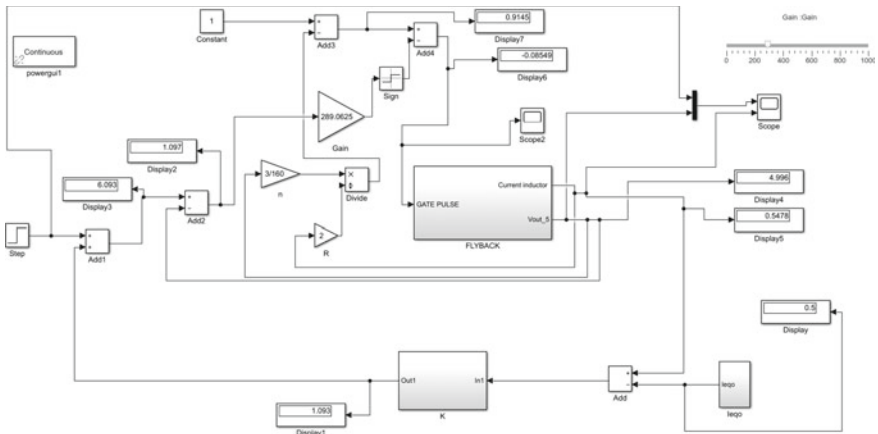 1
Constant
Add3
0.9145
Display7
Gain :Gain
0 200 400 600 800 1000
Continuous
powergui1
Add4
-0.08549
Display6
Sign
289.0625
Gain
Scope
Scope2
1.097
Display2
3/160
n
Divide
6.093
Display3
Add2
Current inductor
GATE PULSE
Vout_5
FLYBACK
4.996
Display4
0.5478
Display5
2
R
Step
Add1
0.5
Display
Out1
In1
K
Add
Ieqo
Ieqo
1.093
Display1